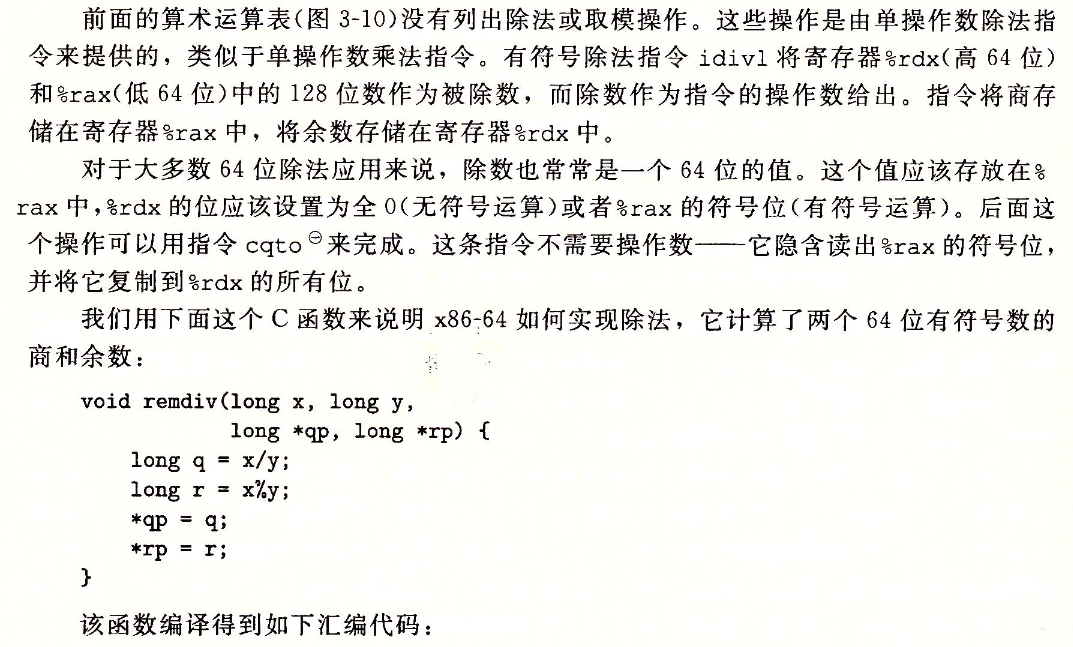 前面的算术运算表(图 3-10)没有列出除法或取模操作。这些操作是由单操作数除法指
令来提供的，类似于单操作数乘法指令。有符号除法指令 idivl 将寄存器%rdx(高 64 位)
和%rax(低 64 位)中的 128 位数作为被除数，而除数作为指令的操作数给出。指令将商存
储在寄存器%rax 中，将余数存储在寄存器%rdx 中。
对于大多数 64 位除法应用来说，除数也常常是一个 64 位的值。这个值应该存放在%
rax 中，%rdx 的位应该设置为全 0(无符号运算)或者%rax 的符号位(有符号运算)。后面这
个操作可以用指令 cqto㊀来完成。这条指令不需要操作数——它隐含读出%rax 的符号位，
并将它复制到%rdx 的所有位。
我们用下面这个 C 函数来说明 x86-64 如何实现除法，它计算了两个 64 位有符号数的
商和余数：
void remdiv(long x, long y,
long *qp, long *rp) {
long q = x/y;
long r = x%y;
*qp = q;
*rp = r;
}
该函数编译得到如下汇编代码：